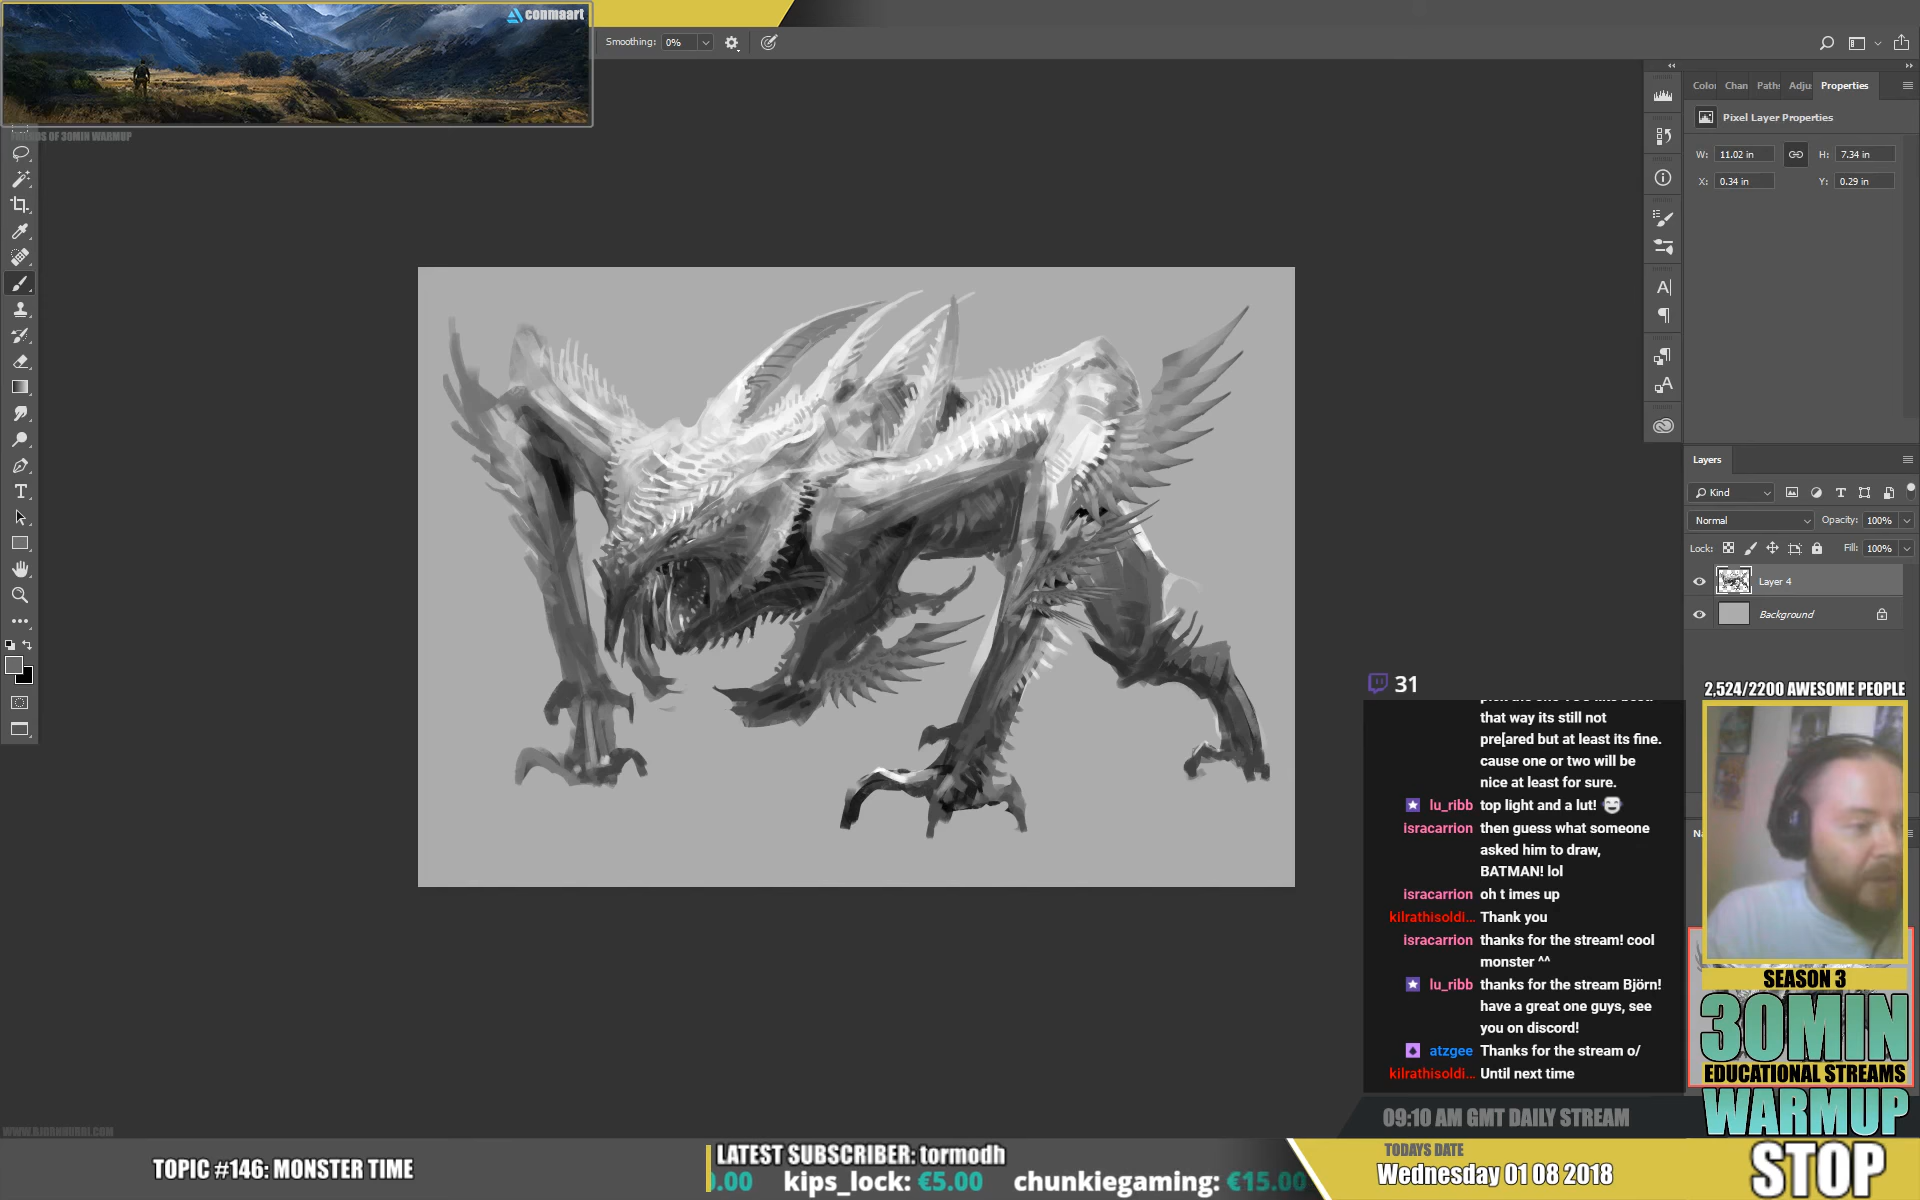 conmaart
Smoothing: 0%
OF 30MIN WARMUP
Chan
Properties
Pixel Layer Properties
W: 11.02 in
H: 7.34 in
X: 0.34 in
Y: 0.29 in
Layers
Kind
Normal
Opacity: 100%
Lock:
Fill: 100%
Layer 4
Background
2,524/2200 AWESOME PEOPLE
31
that way its still not
pre[ared but at least its fine.
cause one or two will be
nice at least for sure.
lu_ribb top light and a lut!
isracarrion then guess what someone
asked him to draw,
BATMAN! lol
isracarrion oh t imes up
kilrathisoldi... Thank you
isracarrion thanks for the stream! cool
monster ^^
lu_ribb thanks for the stream Björn!
have a great one guys, see
you on discord!
atzgee Thanks for the stream o/
kilrathisoldi... Until next time
SEASON 3
30MIN
EDUCATIONAL STREAMS
WARMUP
STOP
09:10 AM GMT DAILY STREAM
TODAYS DATE
Wednesday 01 08 2018
TOPIC #146: MONSTER TIME
LATEST SUBSCRIBER: tormodh
0.00 kips_lock: €5.00 chunkiegaming: €15.00